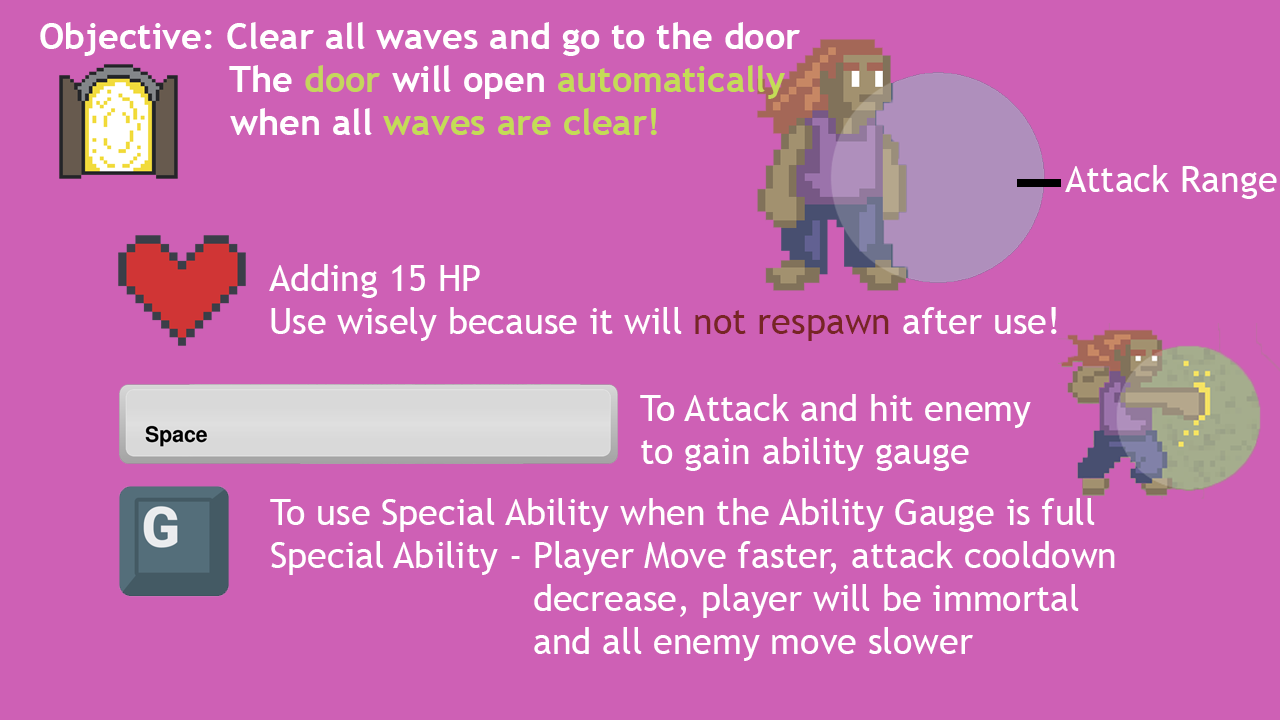 Objective: Clear all waves and go to the door
The door will open automatically
when all waves are clear!
Attack Range
Adding 15 HP
Use wisely because it will not respawn after use!
Space
To Attack and hit enemy
to gain ability gauge
G
To use Special Ability when the Ability Gauge is full
Special Ability - Player Move faster, attack cooldown
decrease, player will be immortal
and all enemy move slower